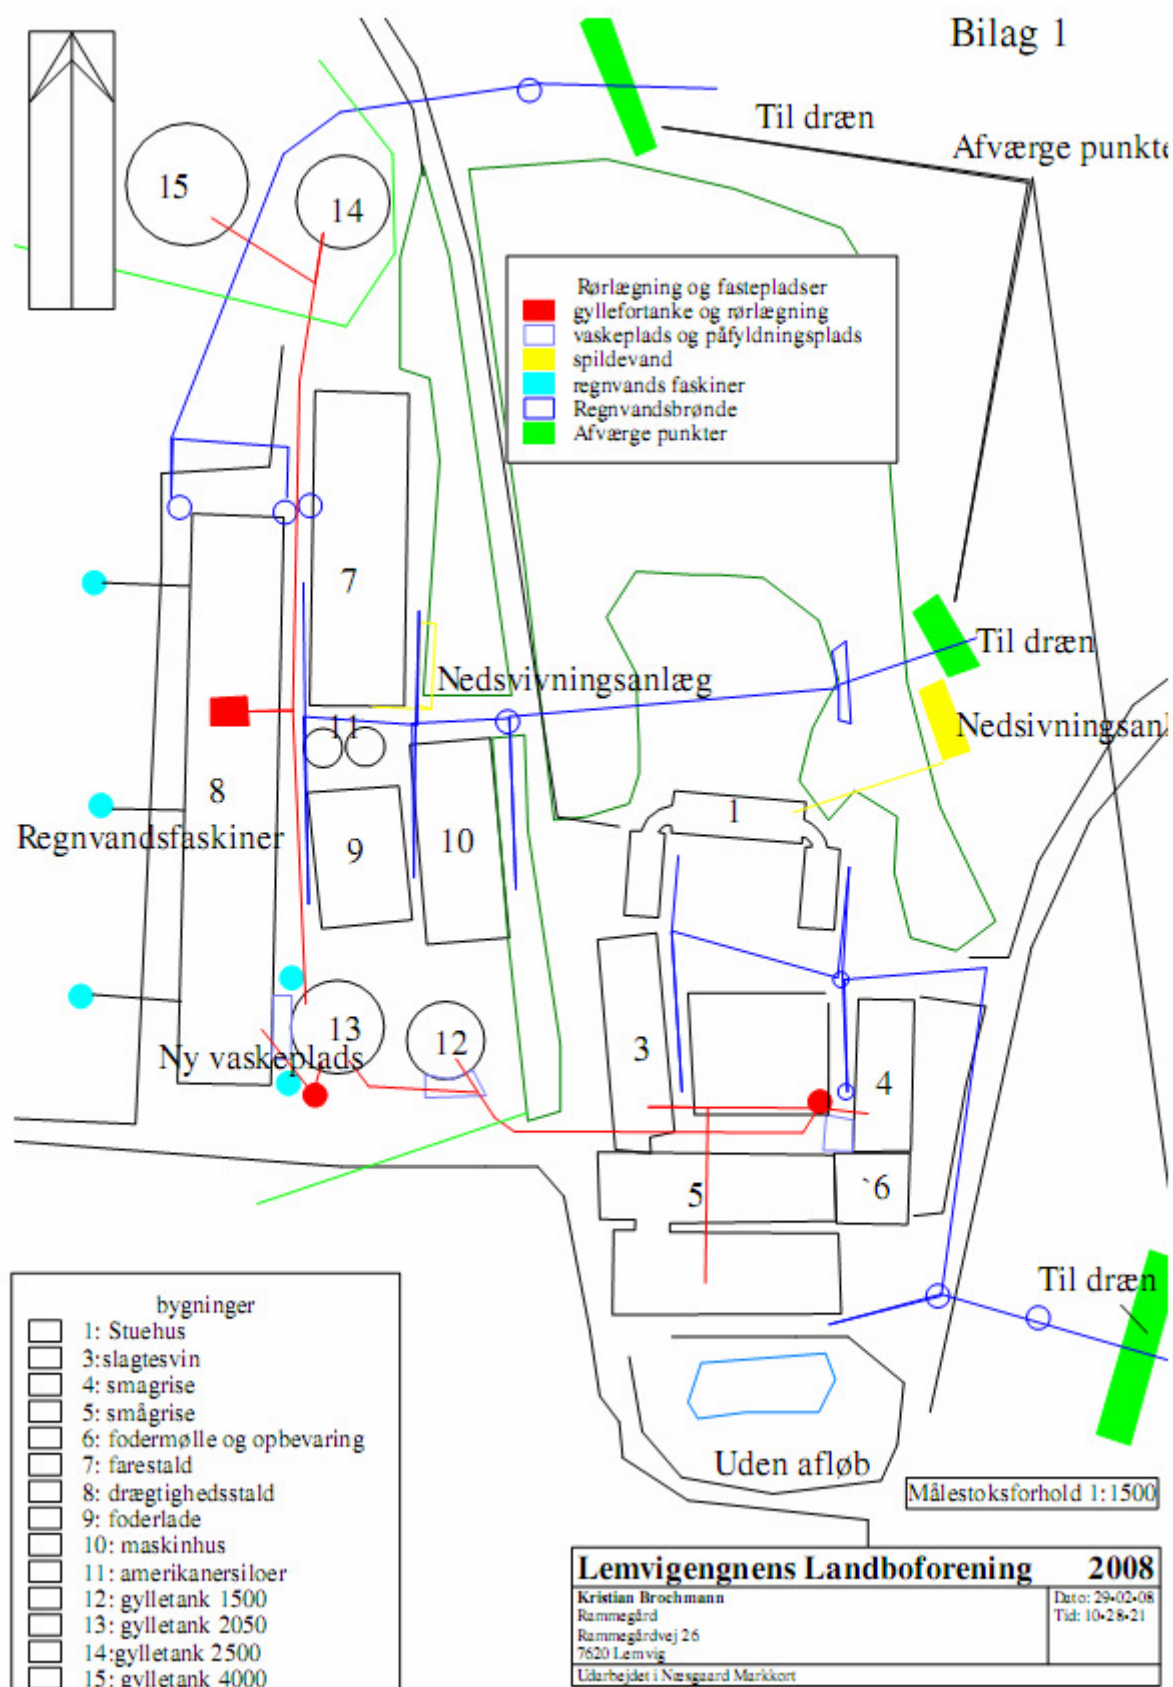 Bilag 1
Til dræn
Afværge punkte
15
14
Rørlægning og fastepladser
gyllefortanke og rørlægning
vaskeplads og påfyldningsplads
spildevand
regnvands faskiner
Regnvandsbrønde
Afværge punkter
7
Til dræn
Nedsvivningsanlæg
Nedsivningsanl
11
8
1
Regnvandsfaskiner
9
10
13
12
3
4
Ny vaskeplads
5
`6
Til dræn
Uden afløb
Målestoksforhold 1:1500
bygninger
1: Stuehus
3:slagtesvin
4: smagrise
5: smågrise
6: fodermølle og opbevaring
7: farestald
8: drægtighedsstald
9: foderlade
10: maskinhus
11: amerikanersiloer
12: gylletank 1500
13: gylletank 2050
14:gylletank 2500
15: gylletank 4000
Lemvigengnens Landboforening 2008
Kristian Brochmann
Rammegård
Rammegårdvej 26
7620 Lemvig
Dato: 29-02-08
Tid: 10-28-21
Udarbejdet i Næsgaard Markkort